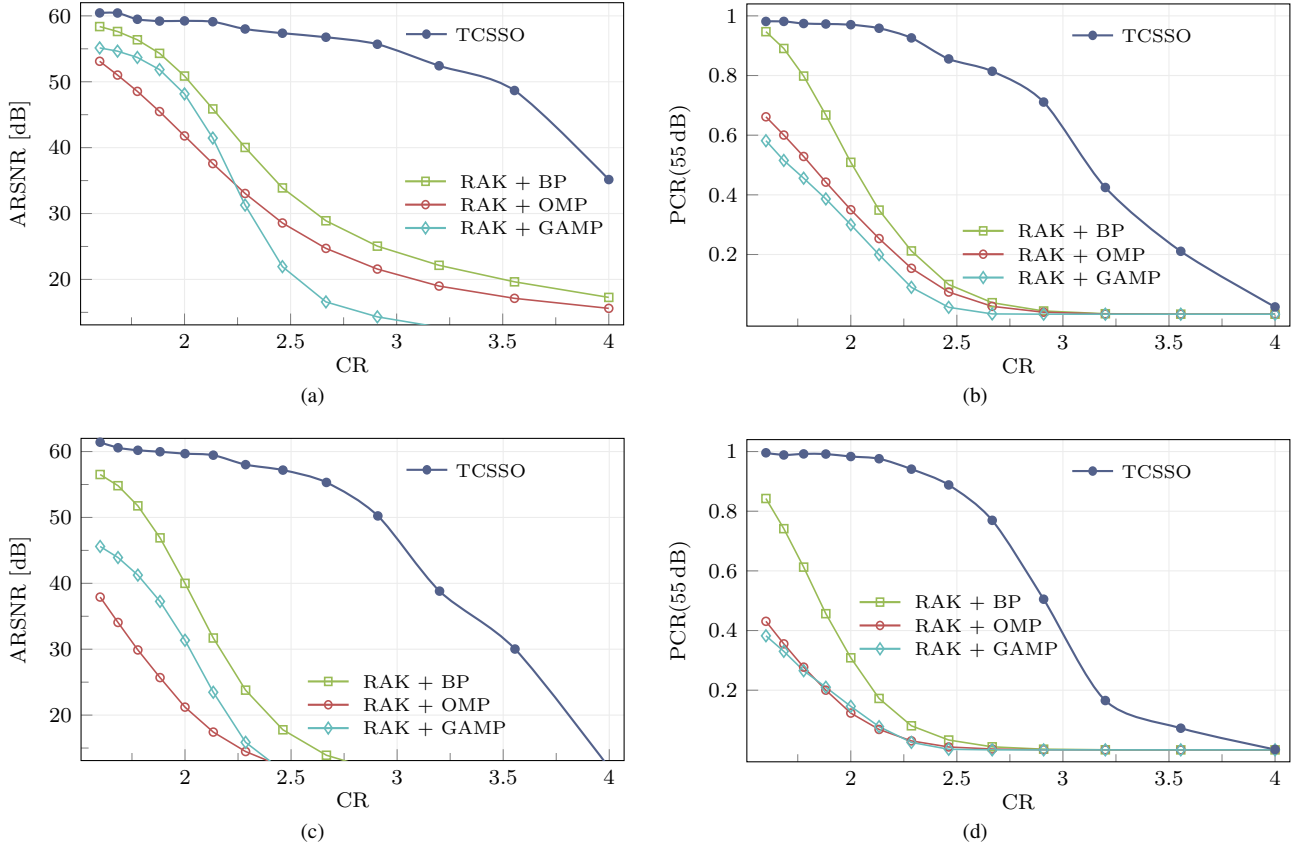 60
50
40
30
20
ARSNR [dB]
TCSSO
RAK + BP
RAK + OMP
RAK + GAMP
2
2.5
3
3.5
4
CR
(a)
1
0.8
0.6
0.4
0.2
PCR(55 dB)
TCSSO
RAK + BP
RAK + OMP
RAK + GAMP
2
2.5
3
3.5
4
CR
(b)
60
50
40
30
20
ARSNR [dB]
TCSSO
RAK + BP
RAK + OMP
RAK + GAMP
2
2.5
3
3.5
4
CR
(c)
1
0.8
0.6
0.4
0.2
PCR(55 dB)
TCSSO
RAK + BP
RAK + OMP
RAK + GAMP
2
2.5
3
3.5
4
CR
(d)